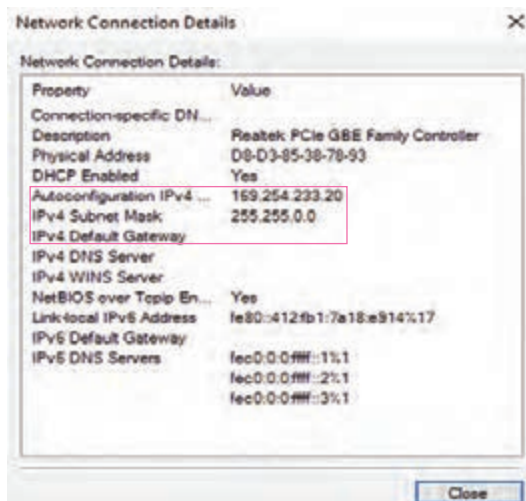 Network Connection Details
Network Connection Details:
Property Value
Connection-specific DN...
Description Realtek PCIe GBE Family Controller
Physical Address D8-D3-85-38-78-93
DHCP Enabled Yes
Autoconfiguration IPv4 ... 169.254.233.20
IPv4 Subnet Mask 255.255.0.0
IPv4 Default Gateway
IPv4 DNS Server
IPv4 WINS Server
NetBIOS over Tcpip En... Yes
Link-local IPv6 Address fe80::412:fb1:7a18:e914%17
IPv6 Default Gateway
IPv6 DNS Servers fec0:0:0:ffff::1%1
fec0:0:0:ffff::2%1
fec0:0:0:ffff::3%1
Close